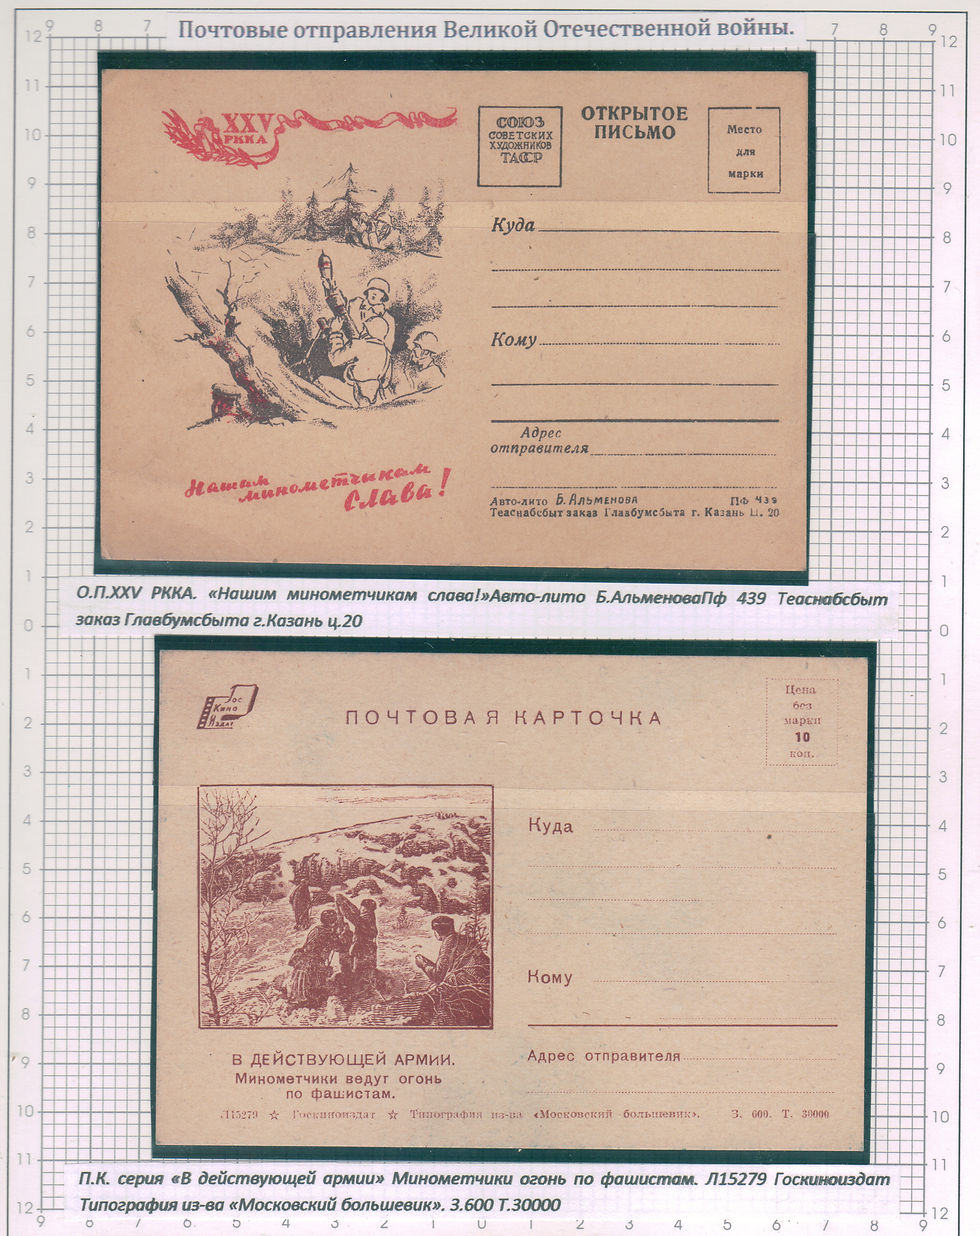 Почтовые отправления Великой Отечественной войны.
XXV
РККА
СОЮЗ
СОВЕТСКИХ
ХУДОЖНИКОВ
ТАССР
ОТКРЫТОЕ
ПИСЬМО
Место
для
марки
Куда
Кому
Адрес
отправителя
Нашим
минометчикам
Слава!
Авто-лито Б. Альменова ПФ 439
Теаснабсбыт заказ Главбумсбыта г. Казань Ц. 20
О.П.XXV РККА. «Нашим минометчикам слава!»Авто-лито Б.АльменоваПф 439 Теаснабсбыт
заказ Главбумсбыта г.Казань ц.20
Гос
Кино
Издат
ПОЧТОВАЯ КАРТОЧКА
Цена
без
марки
10
коп.
Куда
Кому
Адрес отправителя
В ДЕЙСТВУЮЩЕЙ АРМИИ.
Минометчики ведут огонь
по фашистам.
Л15279 ☆ Госкиноиздат ☆ Типография из-ва «Московский большевик». З. 600. Т. 30000
П.К. серия «В действующей армии» Минометчики огонь по фашистам. Л15279 Госкиноиздат
Типография из-ва «Московский большевик». З.600 Т.30000